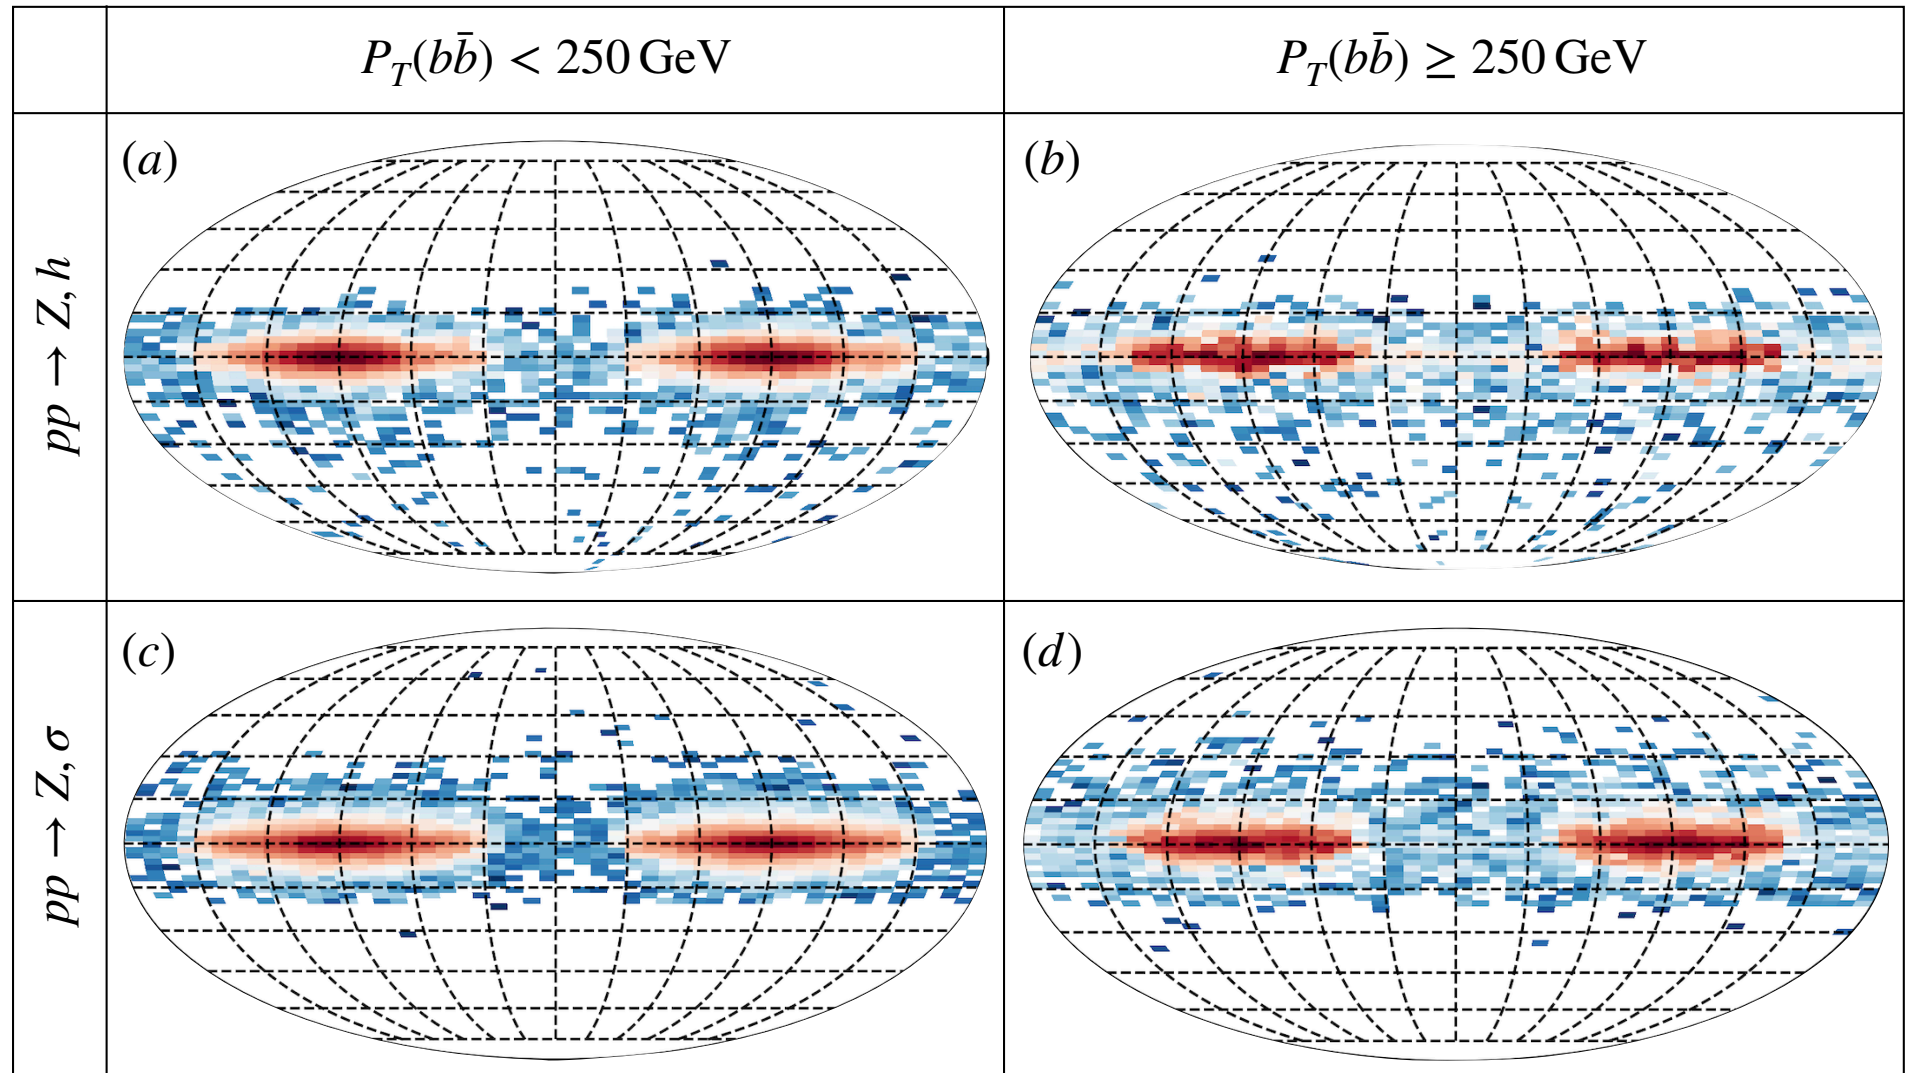 P_T(bb̄) < 250 GeV
P_T(bb̄) ≥ 250 GeV
pp → Z, h
(a)
(b)
pp → Z, σ
(c)
(d)